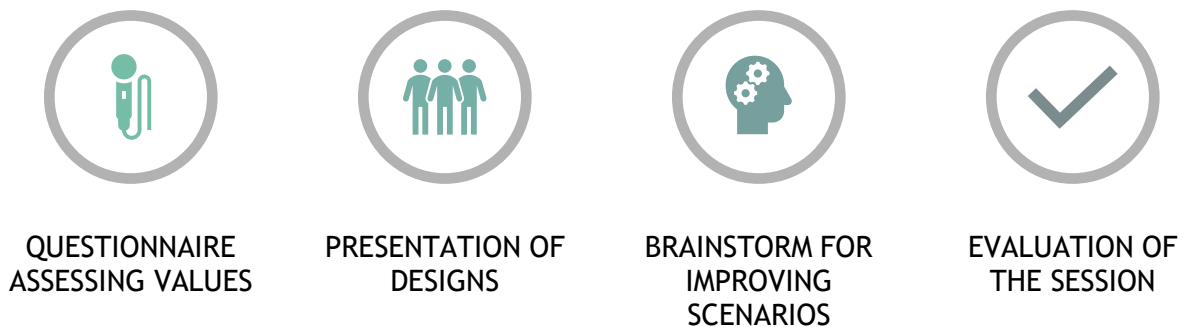 QUESTIONNAIRE
ASSESSING VALUES
PRESENTATION OF
DESIGNS
BRAINSTORM FOR
IMPROVING
SCENARIOS
EVALUATION OF
THE SESSION